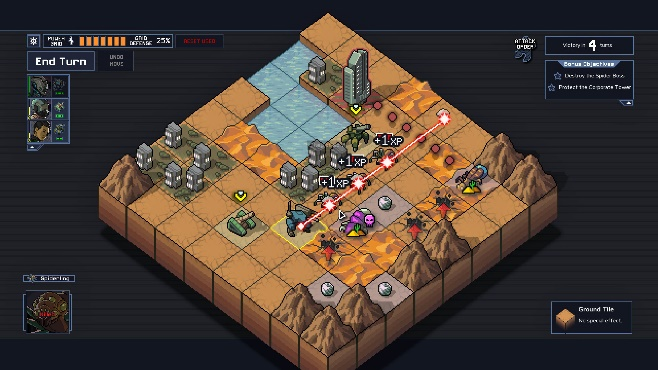 POWER GRID
GRID DEFENSE 25%
RESET TURN
End Turn
UNDO MOVE
ATTACK ORDER
Victory in 4 turns
Bonus Objectives
Destroy the Spider Boss
Protect the Corporate Tower
+1 XP
+1 XP
+1 XP
Spiderling
Ground Tile
No special effect.